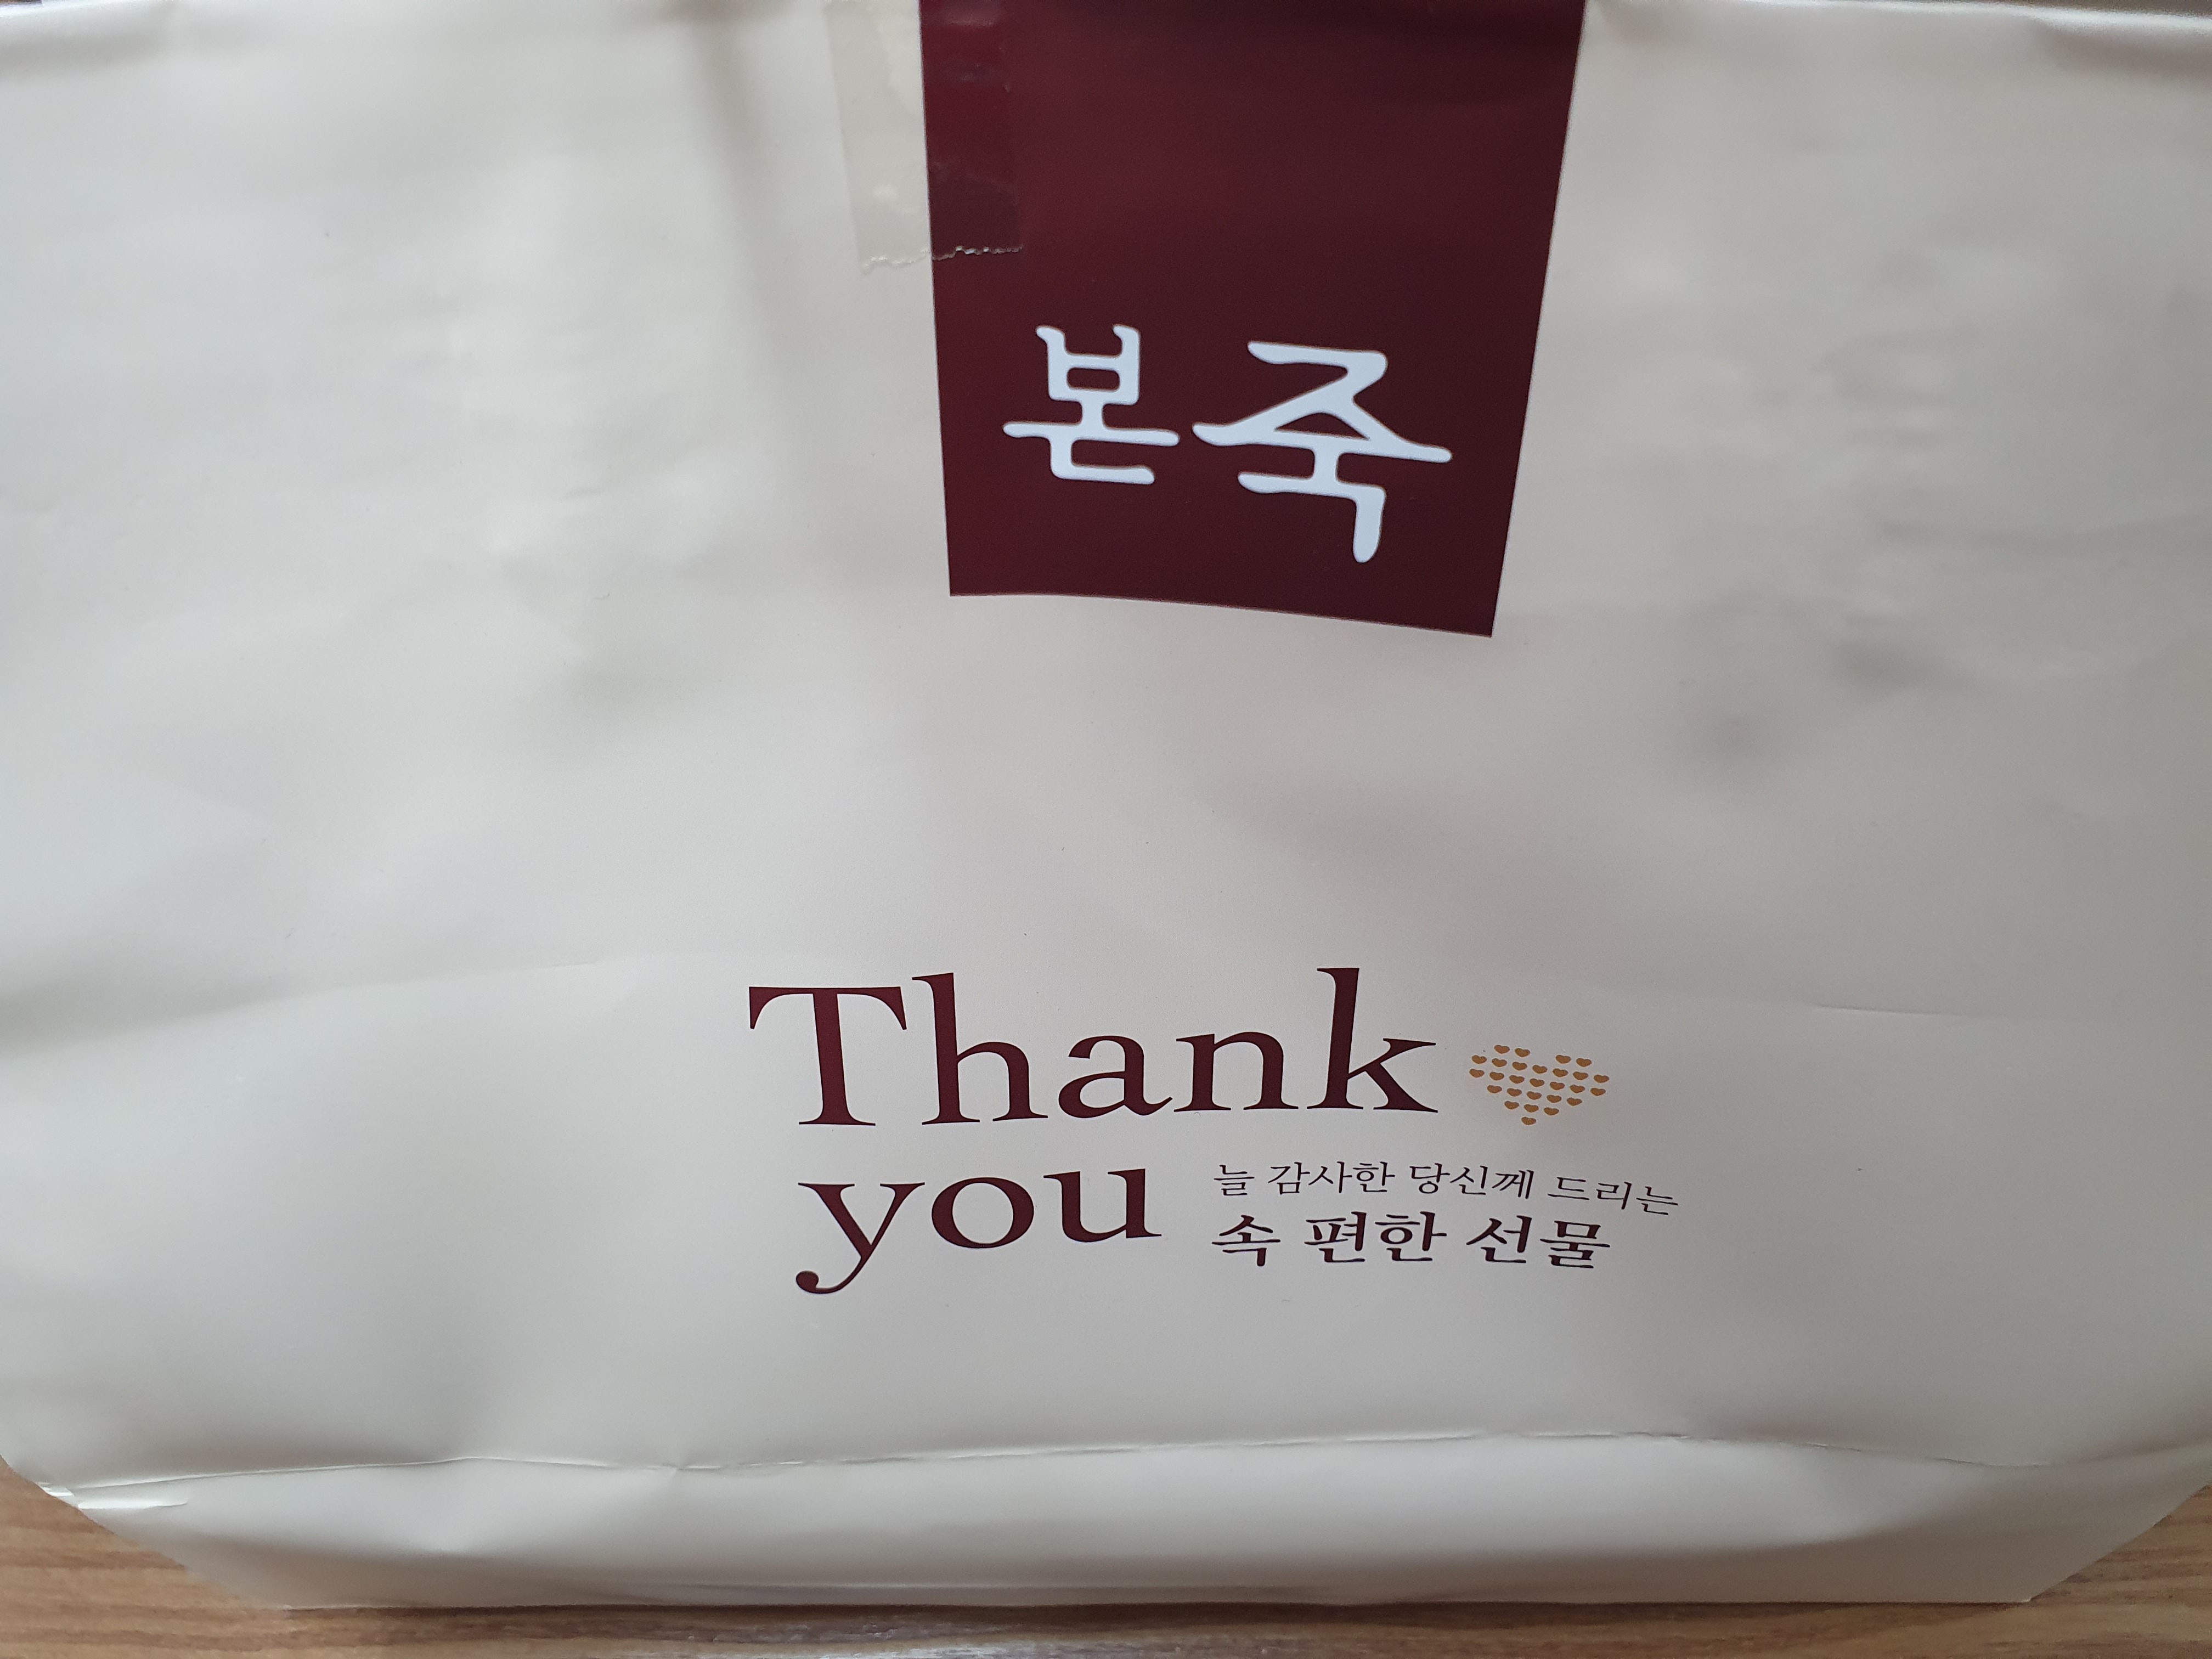 본죽
Thank
you
늘 감사한 당신께 드리는
속 편한 선물